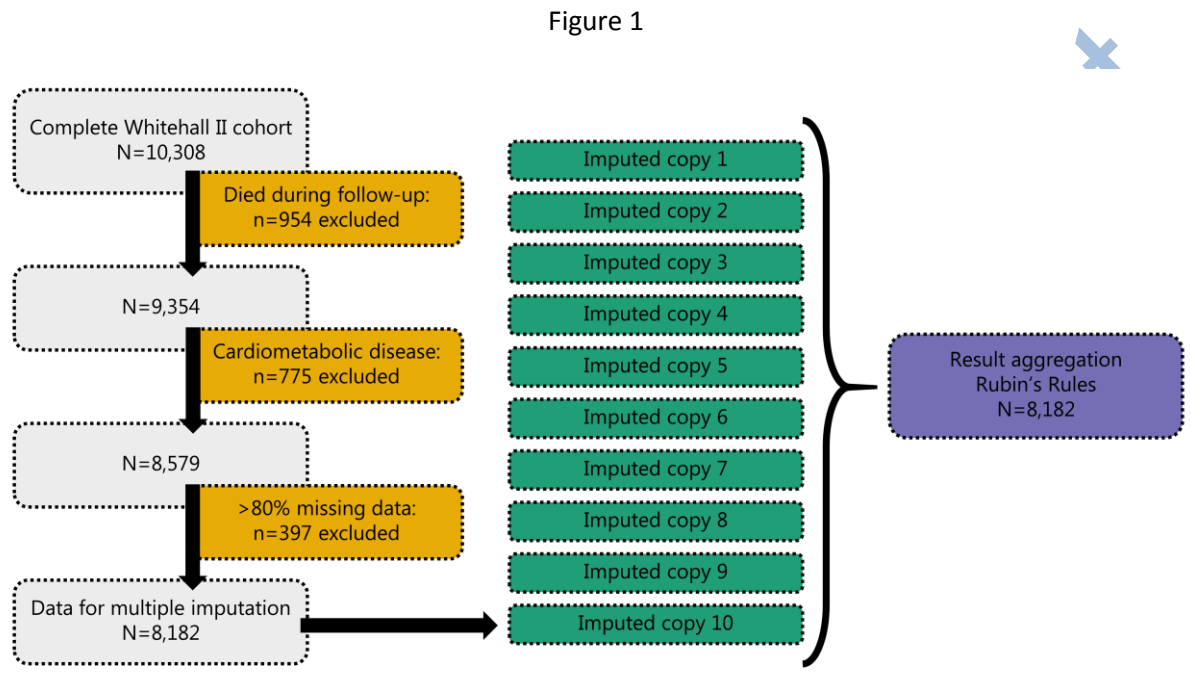 Figure 1
Complete Whitehall II cohort
N=10,308
Died during follow-up:
n=954 excluded
N=9,354
Cardiometabolic disease:
n=775 excluded
N=8,579
>80% missing data:
n=397 excluded
Data for multiple imputation
N=8,182
Imputed copy 1
Imputed copy 2
Imputed copy 3
Imputed copy 4
Imputed copy 5
Imputed copy 6
Imputed copy 7
Imputed copy 8
Imputed copy 9
Imputed copy 10
Result aggregation
Rubin's Rules
N=8,182